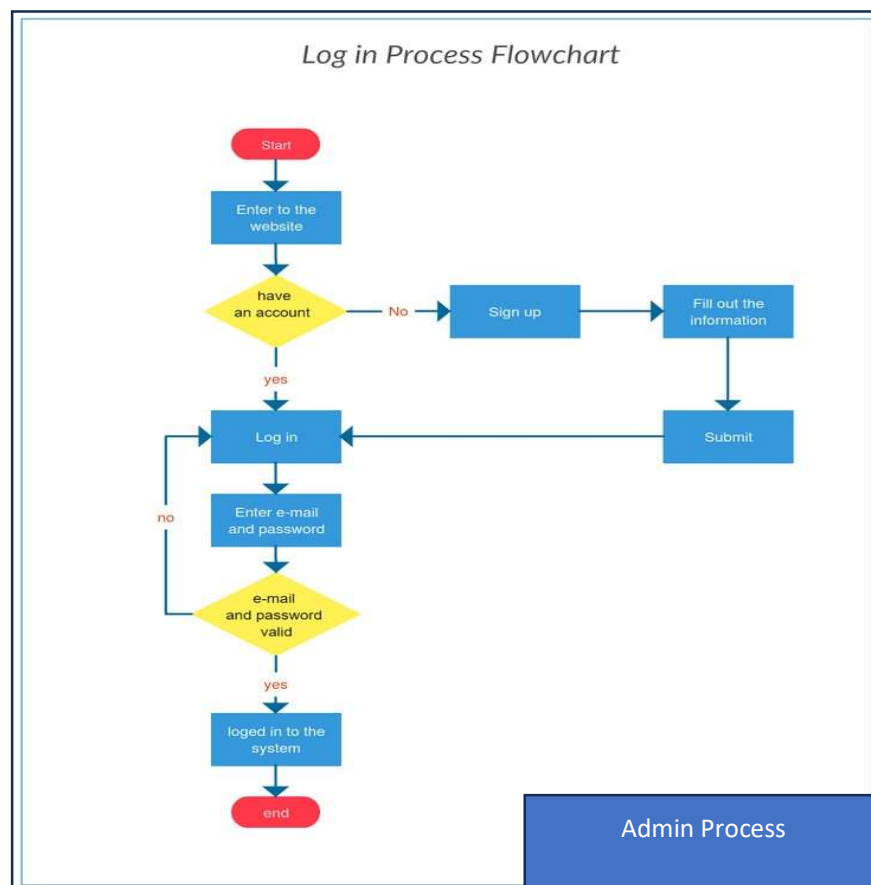 Log in Process Flowchart
Start
Enter to the
website
have
an account
No
Sign up
Fill out the
information
yes
Log in
Submit
no
Enter e-mail
and password
e-mail
and password
valid
yes
loged in to the
system
end
Admin Process